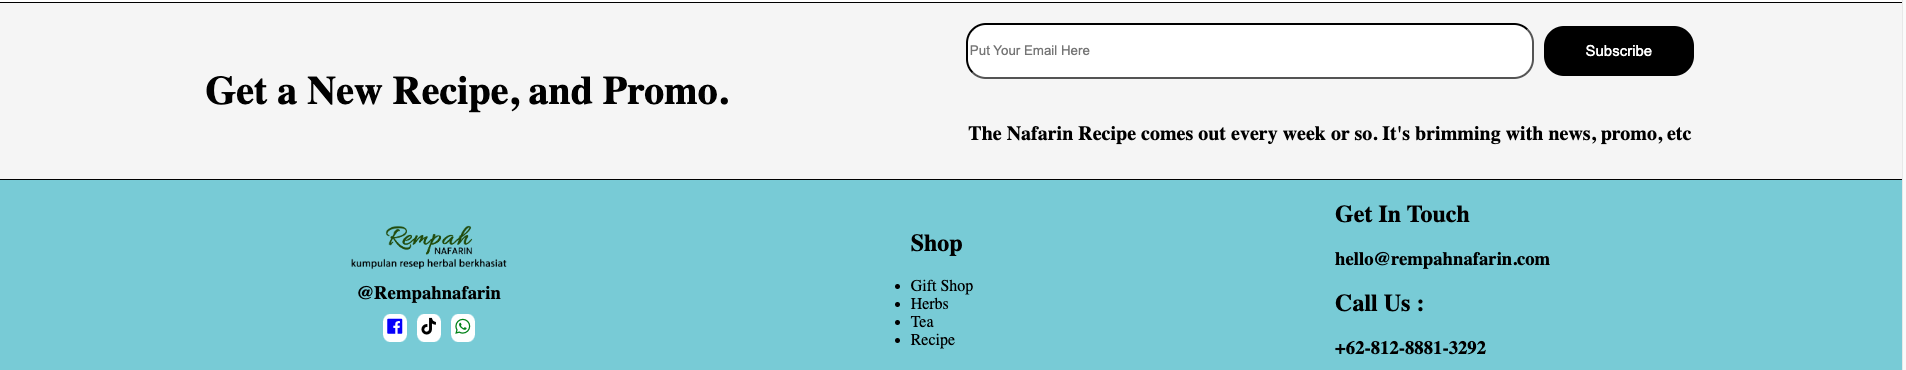 Get a New Recipe, and Promo.
Put Your Email Here
Subscribe
The Nafarin Recipe comes out every week or so. It's brimming with news, promo, etc
Rempah
NAFARIN
kumpulan resep herbal berkhasiat
@Rempahnafarin
Shop
Gift Shop
Herbs
Tea
Recipe
Get In Touch
hello@rempahnafarin.com
Call Us :
+62-812-8881-3292